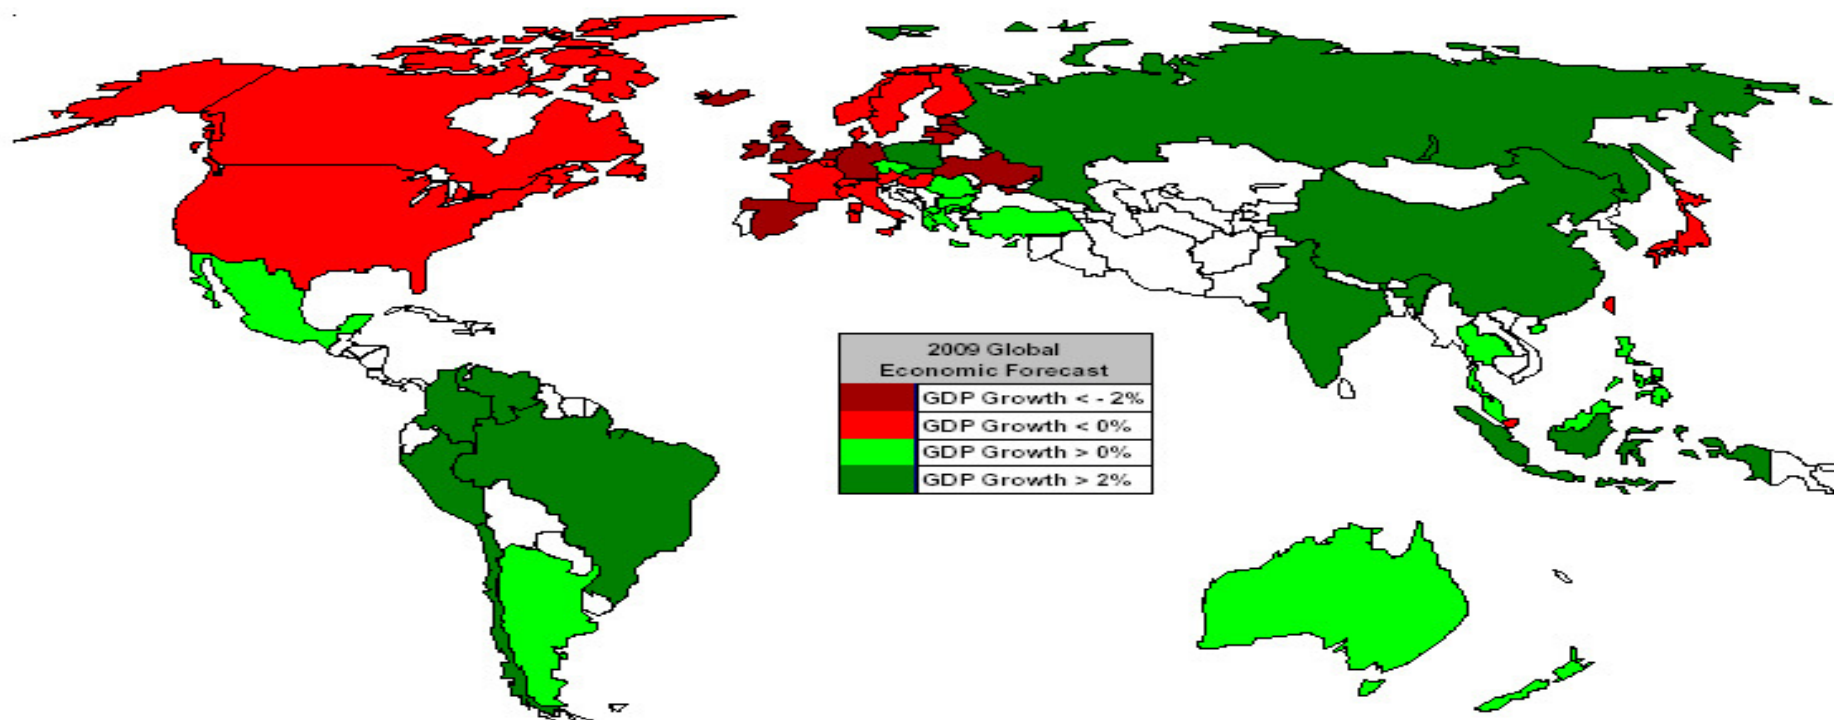 2009 Global
Economic Forecast
GDP Growth < - 2%
GDP Growth < 0%
GDP Growth > 0%
GDP Growth > 2%